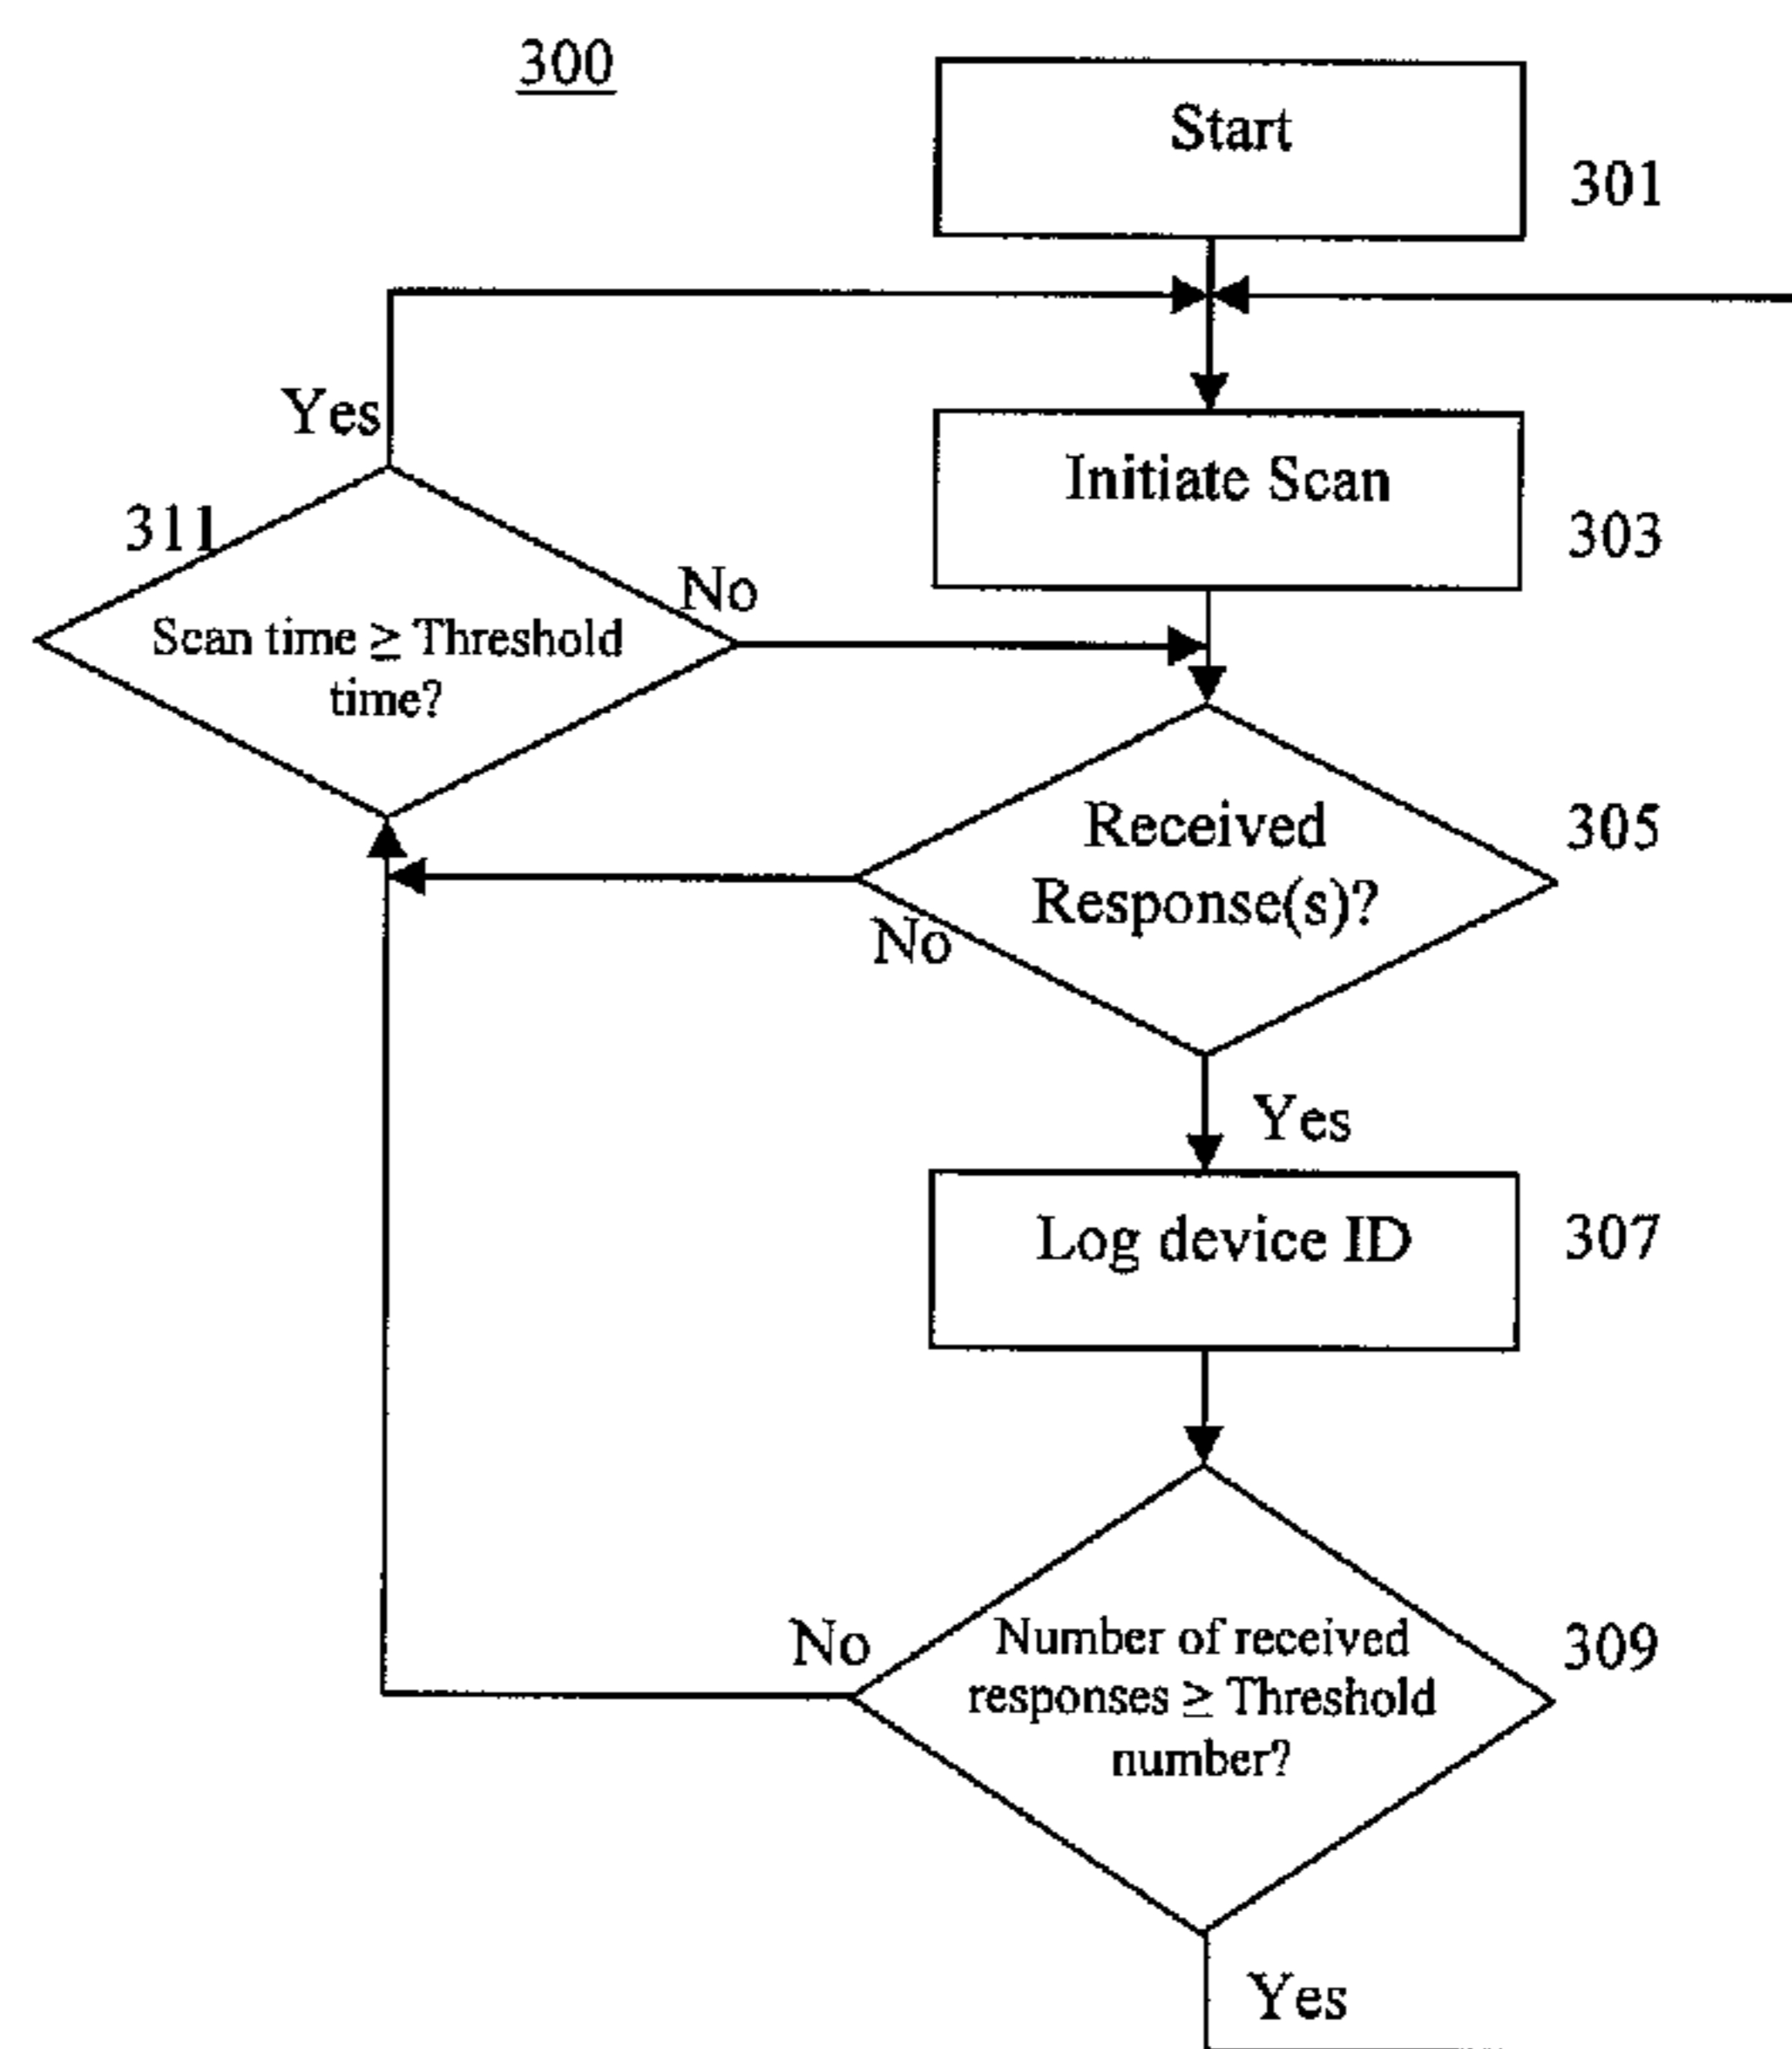 300
Start
301
Yes
Initiate Scan
303
311
No
Scan time ≥ Threshold
time?
Received
Response(s)?
305
No
Yes
Log device ID
307
No
Number of received
responses ≥ Threshold
number?
309
Yes